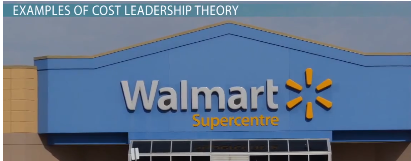 EXAMPLES OF COST LEADERSHIP THEORY
Walmart
Supercentre